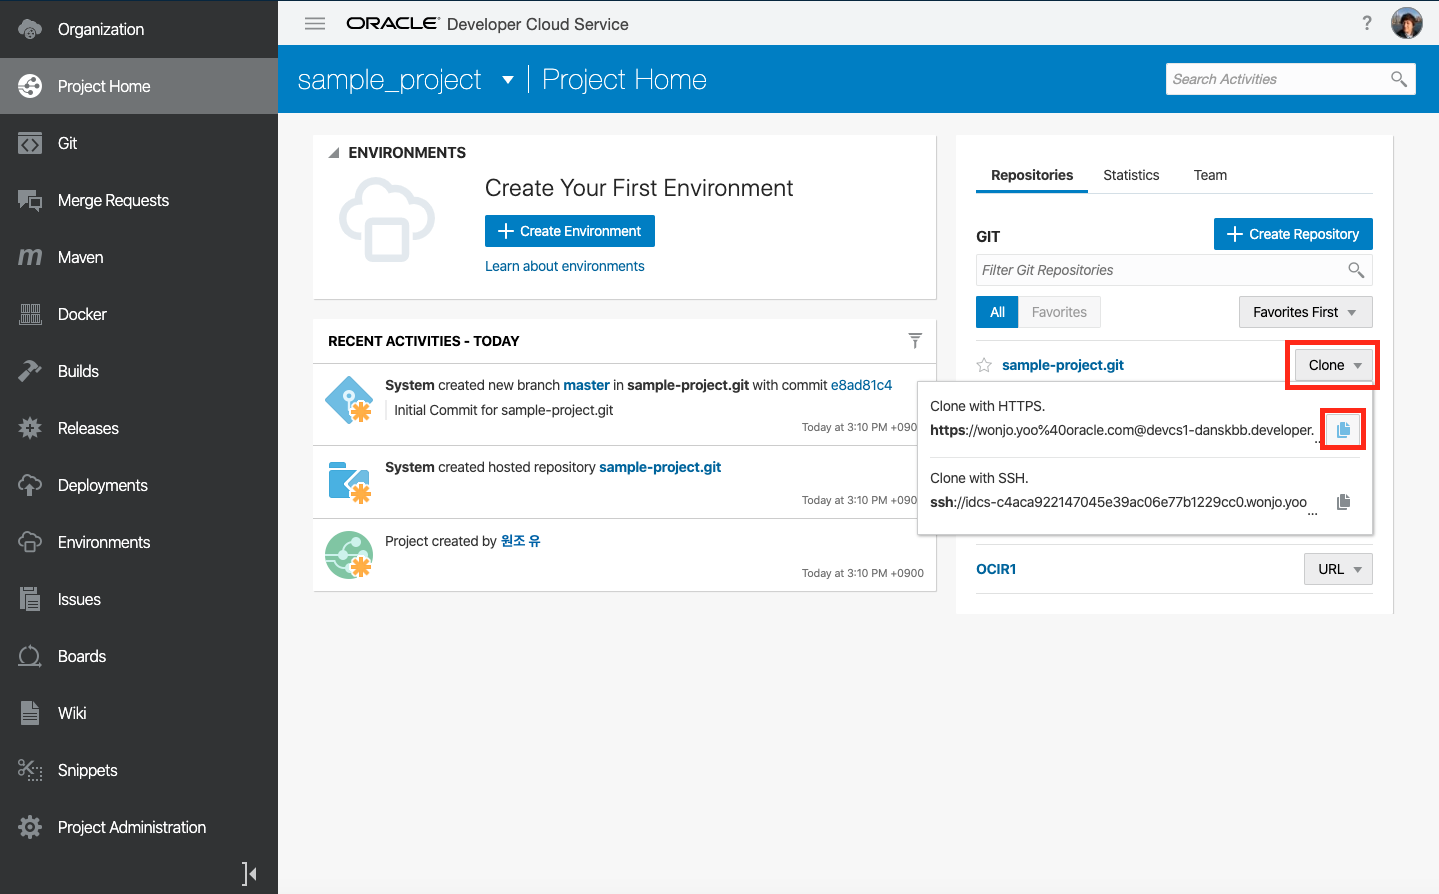 Organization
Project Home
Git
Merge Requests
Maven
Docker
Builds
Releases
Deployments
Environments
Issues
Boards
Wiki
Snippets
Project Administration
ORACLE® Developer Cloud Service
?
sample_project Project Home
Search Activities
ENVIRONMENTS
Create Your First Environment
Create Environment
Learn about environments
RECENT ACTIVITIES - TODAY
System created new branch master in sample-project.git with commit e8ad81c4
Initial Commit for sample-project.git
Today at 3:10 PM +090
System created hosted repository sample-project.git
Today at 3:10 PM +090
Project created by 원조 유
Today at 3:10 PM +0900
Repositories Statistics Team
GIT
Create Repository
Filter Git Repositories
All Favorites
Favorites First
sample-project.git
Clone
Clone with HTTPS.
https://wonjo.yoo%40oracle.com@devcs1-danskbb.developer. ...
Clone with SSH.
ssh://idcs-c4aca922147045e39ac06e77b1229cc0.wonjo.yoo ...
OCIR1
URL